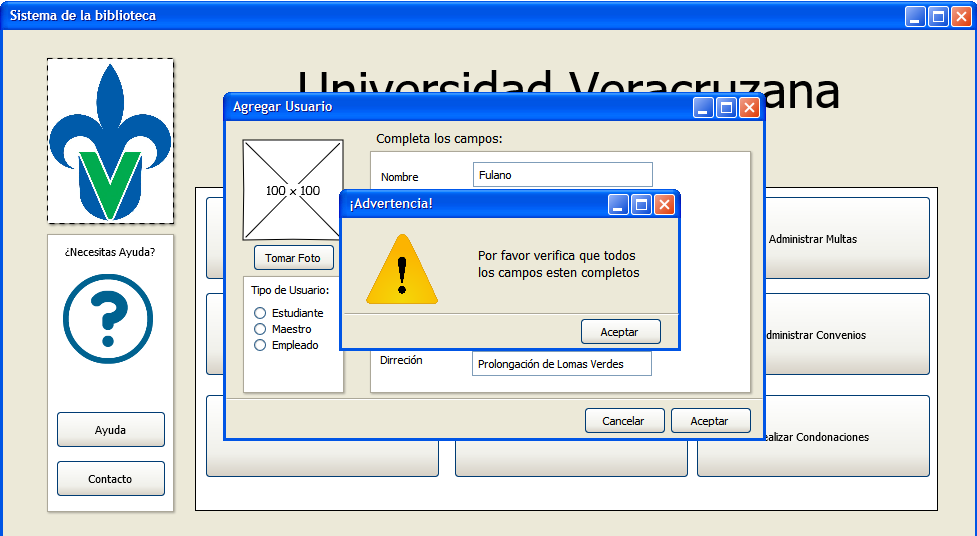 Sistema de la biblioteca
Universidad Veracruzana
Agregar Usuario
Completa los campos:
100 x 100
Nombre
Fulano
¡Advertencia!
Por favor verifica que todos
los campos esten completos
Aceptar
Tomar Foto
Tipo de Usuario:
Estudiante
Maestro
Empleado
Dirreción
Prolongación de Lomas Verdes
Cancelar
Aceptar
¿Necesitas Ayuda?
?
Ayuda
Contacto
Administrar Multas
dministrar Convenios
ealizar Condonaciones